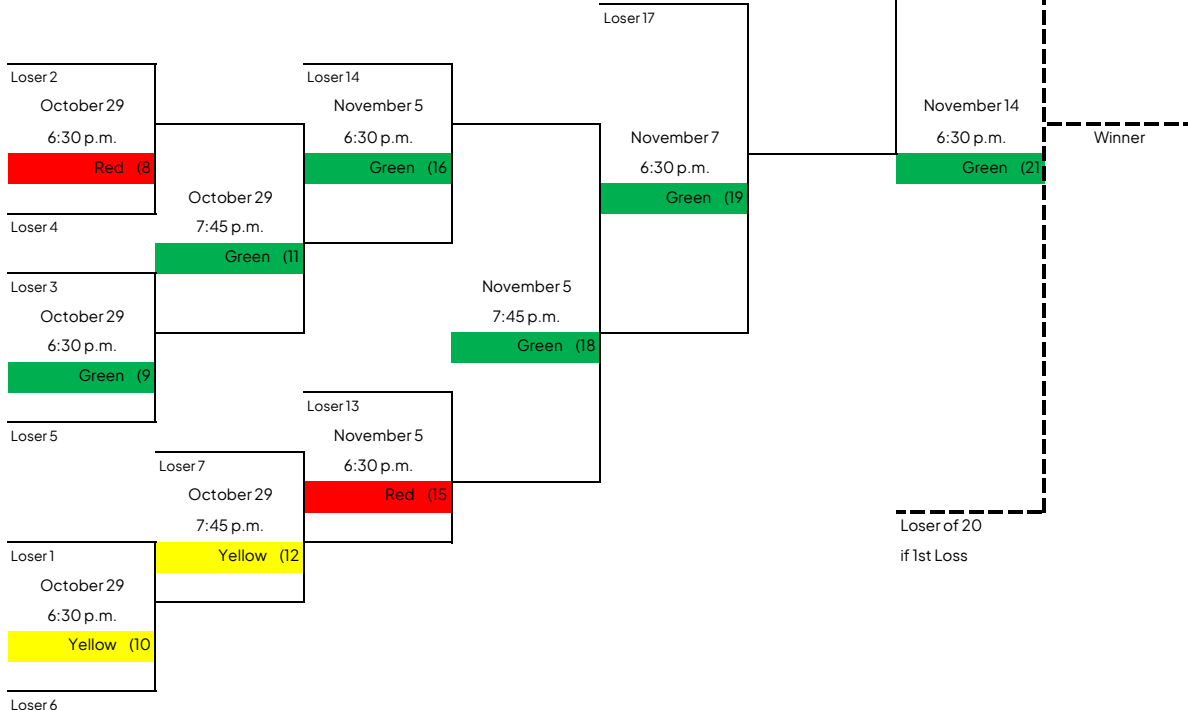 Loser 17
Loser 2
October 29
6:30 p.m.
Red (8
Loser 4
Loser 3
October 29
6:30 p.m.
Green (9
Loser 5
Loser 1
October 29
6:30 p.m.
Yellow (10
Loser 6
October 29
7:45 p.m.
Green (11
Loser 7
October 29
7:45 p.m.
Yellow (12
Loser 14
November 5
6:30 p.m.
Green (16
Loser 13
November 5
6:30 p.m.
Red (15
November 5
7:45 p.m.
Green (18
November 7
6:30 p.m.
Green (19
November 14
6:30 p.m.
Green (21
Winner
Loser of 20
if 1st Loss